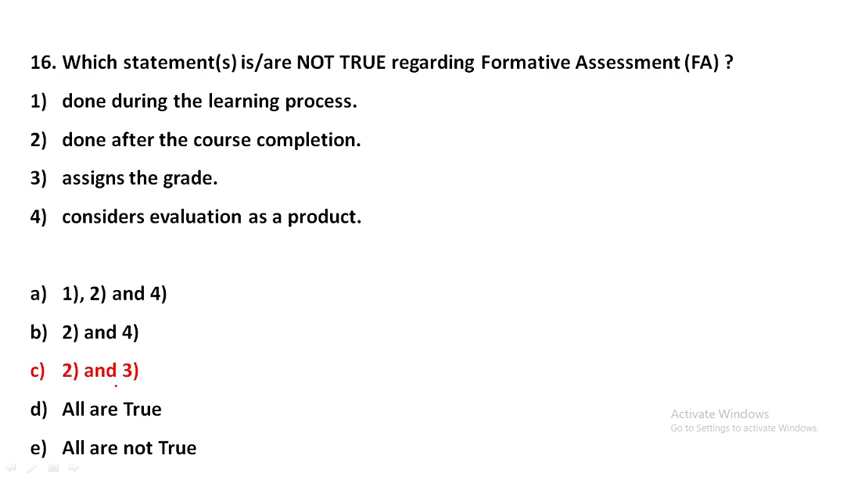 16. Which statement(s) is/are NOT TRUE regarding Formative Assessment (FA) ?
1) done during the learning process.
2) done after the course completion.
3) assigns the grade.
4) considers evaluation as a product.
a) 1), 2) and 4)
b) 2) and 4)
c) 2) and 3)
d) All are True
e) All are not True
Activate Windows
Go to Settings to activate Windows.